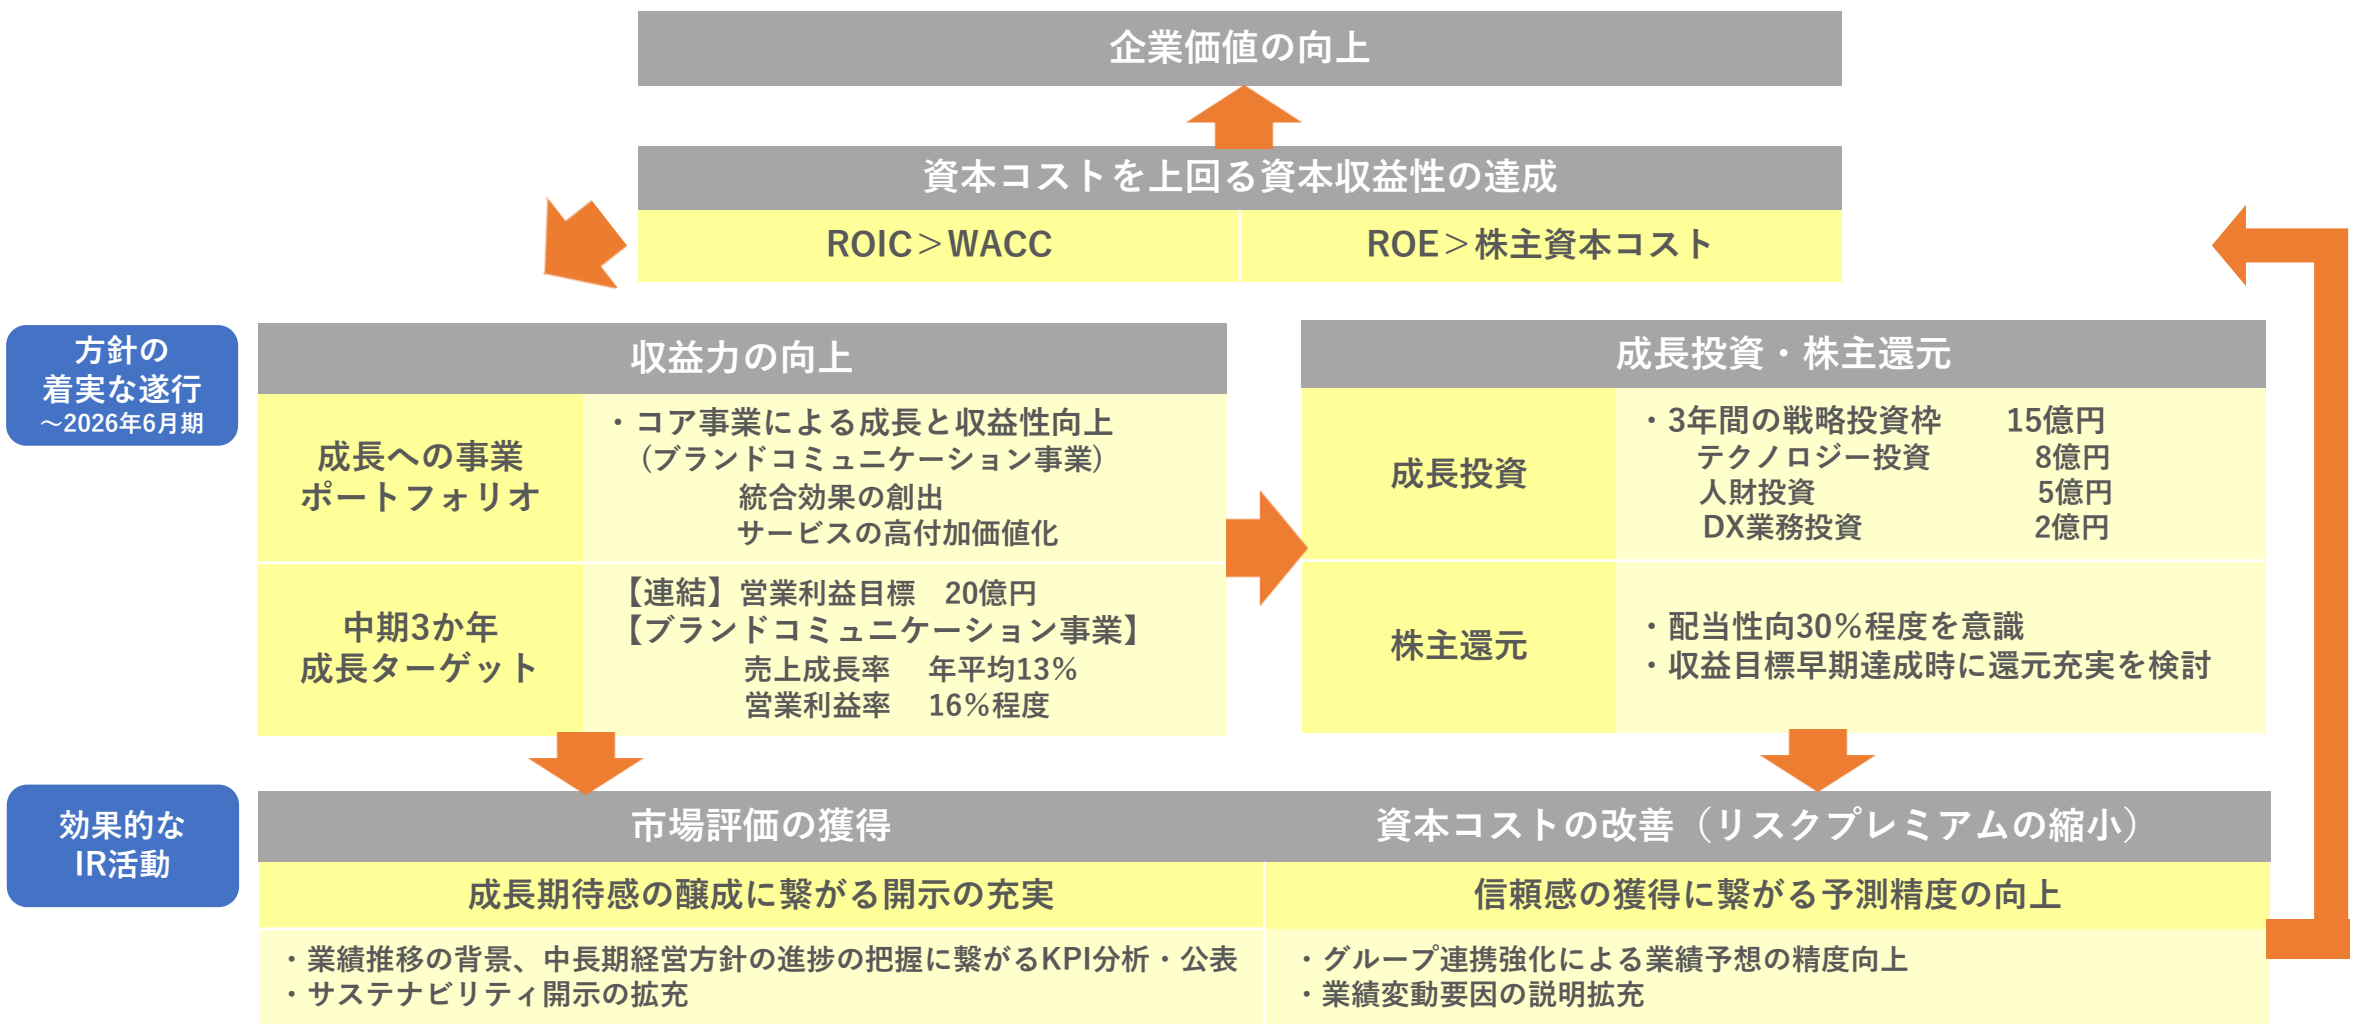 企業価値の向上
資本コストを上回る資本収益性の達成
ROIC＞WACC
ROE＞株主資本コスト
方針の
着実な遂行
～2026年6月期
収益力の向上
成長への事業
ポートフォリオ
・コア事業による成長と収益性向上
（ブランドコミュニケーション事業）
統合効果の創出
サービスの高付加価値化
中期3か年
成長ターゲット
【連結】営業利益目標　20億円
【ブランドコミュニケーション事業】
売上成長率　年平均13％
営業利益率　16％程度
成長投資・株主還元
成長投資
・3年間の戦略投資枠　15億円
テクノロジー投資　8億円
人財投資　5億円
DX業務投資　2億円
株主還元
・配当性向30％程度を意識
・収益目標早期達成時に還元充実を検討
効果的な
IR活動
市場評価の獲得
成長期待感の醸成に繋がる開示の充実
・業績推移の背景、中長期経営方針の進捗の把握に繋がるKPI分析・公表
・サステナビリティ開示の拡充
資本コストの改善（リスクプレミアムの縮小）
信頼感の獲得に繋がる予測精度の向上
・グループ連携強化による業績予想の精度向上
・業績変動要因の説明拡充